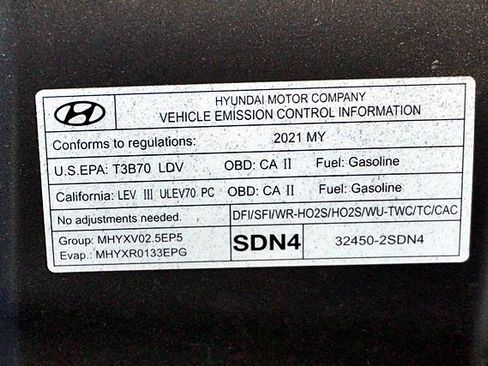 HYUNDAI MOTOR COMPANY
VEHICLE EMISSION CONTROL INFORMATION
Conforms to regulations: 2021 MY
U.S.EPA: T3B70 LDV OBD: CA II Fuel: Gasoline
California: LEV III ULEV70 PC OBD: CA II Fuel: Gasoline
No adjustments needed. DFI/SFI/WR-HO2S/HO2S/WU-TWC/TC/CAC
Group: MHYXV02.5EP5
Evap.: MHYXR0133EPG
SDN4 32450-2SDN4